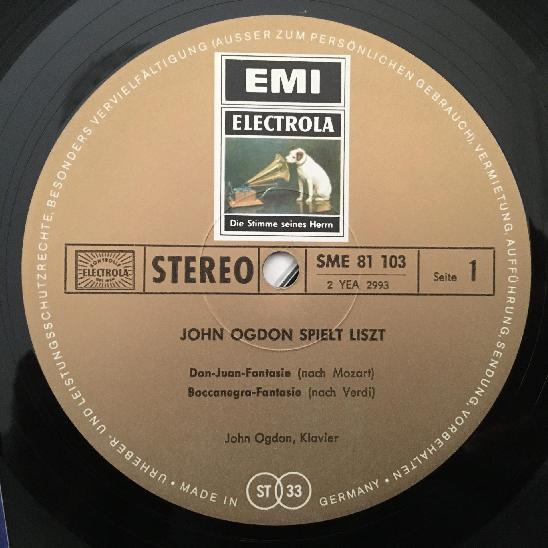 URHEBER- UND LEISTUNGSSCHUTZRECHTE, BESONDERS VERVIELFÄLTIGUNG (AUSSER ZUM PERSÖNLICHEN GEBRAUCH), VERMIETUNG, AUFFÜHRUNG, SENDUNG, VORBEHALTEN
EMI
ELECTROLA
Die Stimme seines Herrn
ELECTROLA
STEREO
SME 81 103
2 YEA 2993
Seite 1
JOHN OGDON SPIELT LISZT
Don-Juan-Fantasie (nach Mozart)
Boccanegra-Fantasie (nach Verdi)
John Ogdon, Klavier
• MADE IN ST 33 GERMANY •